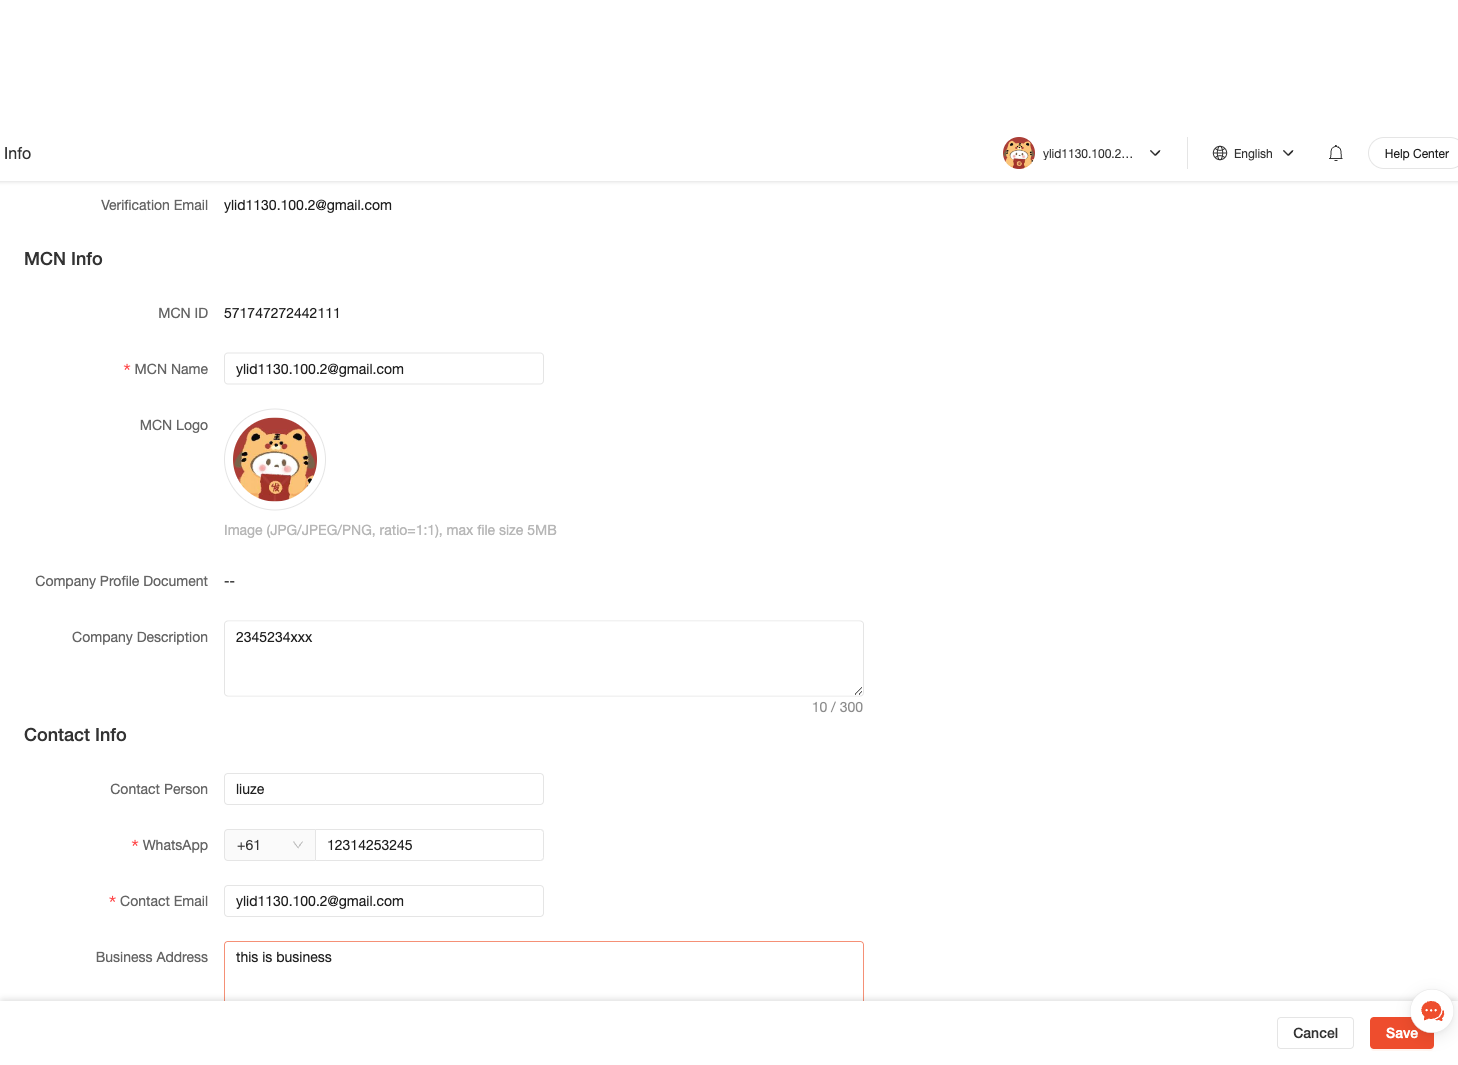 Info
ylid1130.100.2...
English
Help Center
Verification Email
ylid1130.100.2@gmail.com
MCN Info
MCN ID
571747272442111
* MCN Name
ylid1130.100.2@gmail.com
MCN Logo
Image (JPG/JPEG/PNG, ratio=1:1), max file size 5MB
Company Profile Document
--
Company Description
2345234xxx
10 / 300
Contact Info
Contact Person
liuze
* WhatsApp
+61
12314253245
* Contact Email
ylid1130.100.2@gmail.com
Business Address
this is business
Cancel
Save